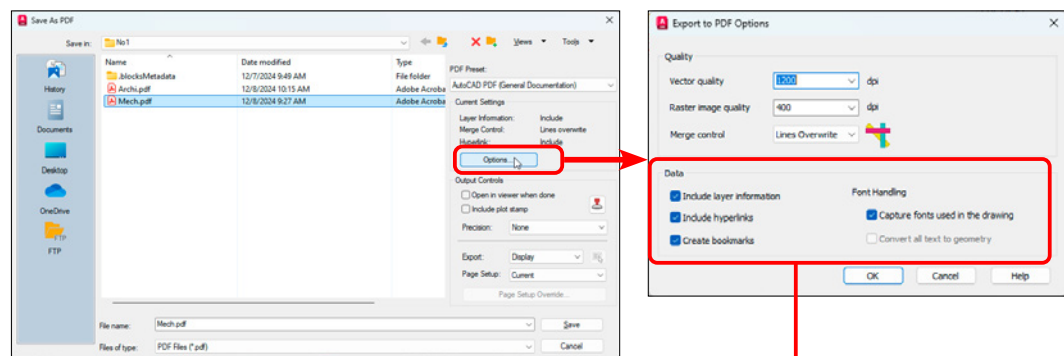 Save As PDF
Save in:
No1
Views
Tools
Name
Date modified
Type
.blocksMetadata
12/7/2024 9:49 AM
File folder
Archi.pdf
12/8/2024 10:15 AM
Adobe Acroba
Mech.pdf
12/8/2024 9:27 AM
Adobe Acroba
History
Documents
Desktop
OneDrive
FTP
FTP
PDF Preset:
AutoCAD PDF (General Documentation)
Current Settings
Layer Information: Include
Merge Control: Lines overwrite
Hyperlink: Include
Options...
Output Controls
Open in viewer when done
Include plot stamp
Precision: None
Export: Display
Page Setup: Current
Page Setup Override...
File name: Mech.pdf
Save
Files of type: PDF Files (*.pdf)
Cancel
Export to PDF Options
Quality
Vector quality 1200 dpi
Raster image quality 400 dpi
Merge control Lines Overwrite
Data
Include layer information
Include hyperlinks
Create bookmarks
Font Handling
Capture fonts used in the drawing
Convert all text to geometry
OK
Cancel
Help